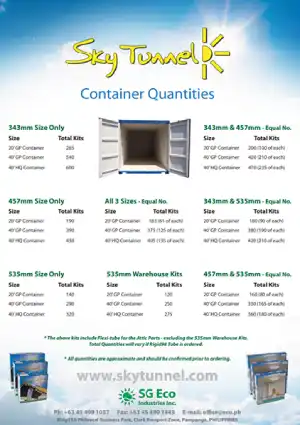 Sky Tunnel
Container Quantities
343mm Size Only
Size Total Kits
20'GP Container 265
40'GP Container 540
40'HQ Container 600
343mm & 457mm - Equal No.
Size Total Kits
20'GP Container 200 (100 of each)
40'GP Container 420 (210 of each)
40'HQ Container 470 (235 of each)
457mm Size Only
Size Total Kits
20'GP Container 190
40'GP Container 390
40'HQ Container 450
All 3 Sizes - Equal No.
Size Total Kits
20'GP Container
40'GP Container 375 (125 of each)
40'HQ Container 405 (135 of each)
343mm & 535mm - Equal No.
Size Total Kits
20'GP Container 180 (90 of each)
40'GP Container 380 (190 of each)
40'HQ Container 420 (210 of each)
535mm Size Only
Size Total Kits
20'GP Container 140
40'GP Container 280
40'HQ Container 320
535mm Warehouse Kits
Size Total Kits
20'GP Container 120
40'GP Container 250
40'HQ Container 275
457mm & 535mm - Equal No.
Size Total Kits
20'GP Container 160 (80 of each)
40'GP Container 330 (165 of each)
40'HQ Container 360 (180 of each)
* The above kits include Flexi-tube for the Attic Parts - excluding the 535mm Warehouse Kits.
Total Quantities will vary if Rigidkit Tube is ordered.
* All quantities are approximate and should be confirmed prior to ordering.
www.skytunnel.com
SG Eco
Industries Inc.